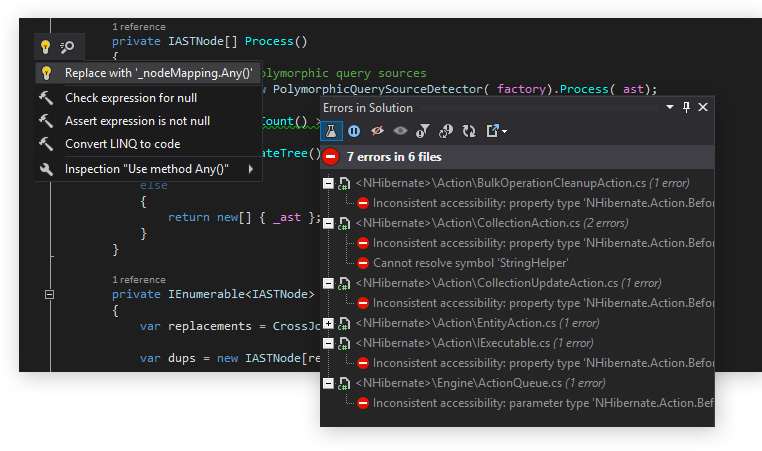 1 reference
private IASTNode[] Process()
{
Replace with '_nodeMapping.Any()'
Check expression for null
Assert expression is not null
Convert LINQ to code
Inspection "Use method Any()"
olymorphic query sources
PolymorphicQuerySourceDetector(_factory).Process(_ast);
ount() >
ateTree()
else
{
return new[] { _ast };
}
}
1 reference
private IEnumerable<IASTNode>
{
var replacements = CrossJo
var dups = new IASTNode[re
Errors in Solution
7 errors in 6 files
<NHibernate>\Action\BulkOperationCleanupAction.cs (1 error)
Inconsistent accessibility: property type 'NHibernate.Action.Befor
<NHibernate>\Action\CollectionAction.cs (2 errors)
Inconsistent accessibility: property type 'NHibernate.Action.Befor
Cannot resolve symbol 'StringHelper'
<NHibernate>\Action\CollectionUpdateAction.cs (1 error)
Inconsistent accessibility: property type 'NHibernate.Action.Befor
<NHibernate>\Action\EntityAction.cs (1 error)
<NHibernate>\Action\IExecutable.cs (1 error)
Inconsistent accessibility: property type 'NHibernate.Action.Befor
<NHibernate>\Engine\ActionQueue.cs (1 error)
Inconsistent accessibility: parameter type 'NHibernate.Action.Bef